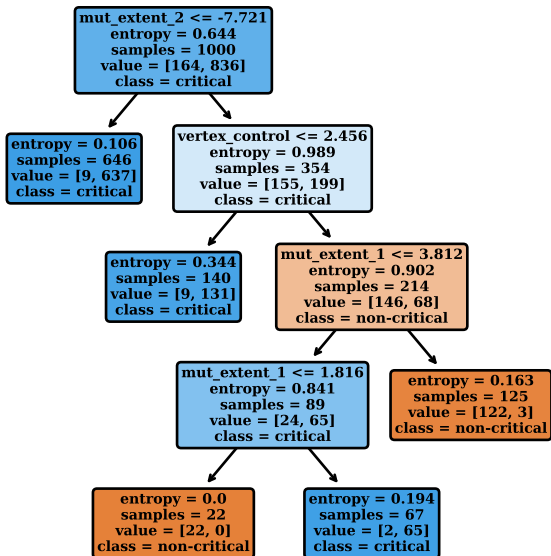 mut_extent_2 <= -7.721
entropy = 0.644
samples = 1000
value = [164, 836]
class = critical
entropy = 0.106
samples = 646
value = [9, 637]
class = critical
vertex_control <= 2.456
entropy = 0.989
samples = 354
value = [155, 199]
class = critical
entropy = 0.344
samples = 140
value = [9, 131]
class = critical
mut_extent_1 <= 3.812
entropy = 0.902
samples = 214
value = [146, 68]
class = non-critical
mut_extent_1 <= 1.816
entropy = 0.841
samples = 89
value = [24, 65]
class = critical
entropy = 0.163
samples = 125
value = [122, 3]
class = non-critical
entropy = 0.0
samples = 22
value = [22, 0]
class = non-critical
entropy = 0.194
samples = 67
value = [2, 65]
class = critical